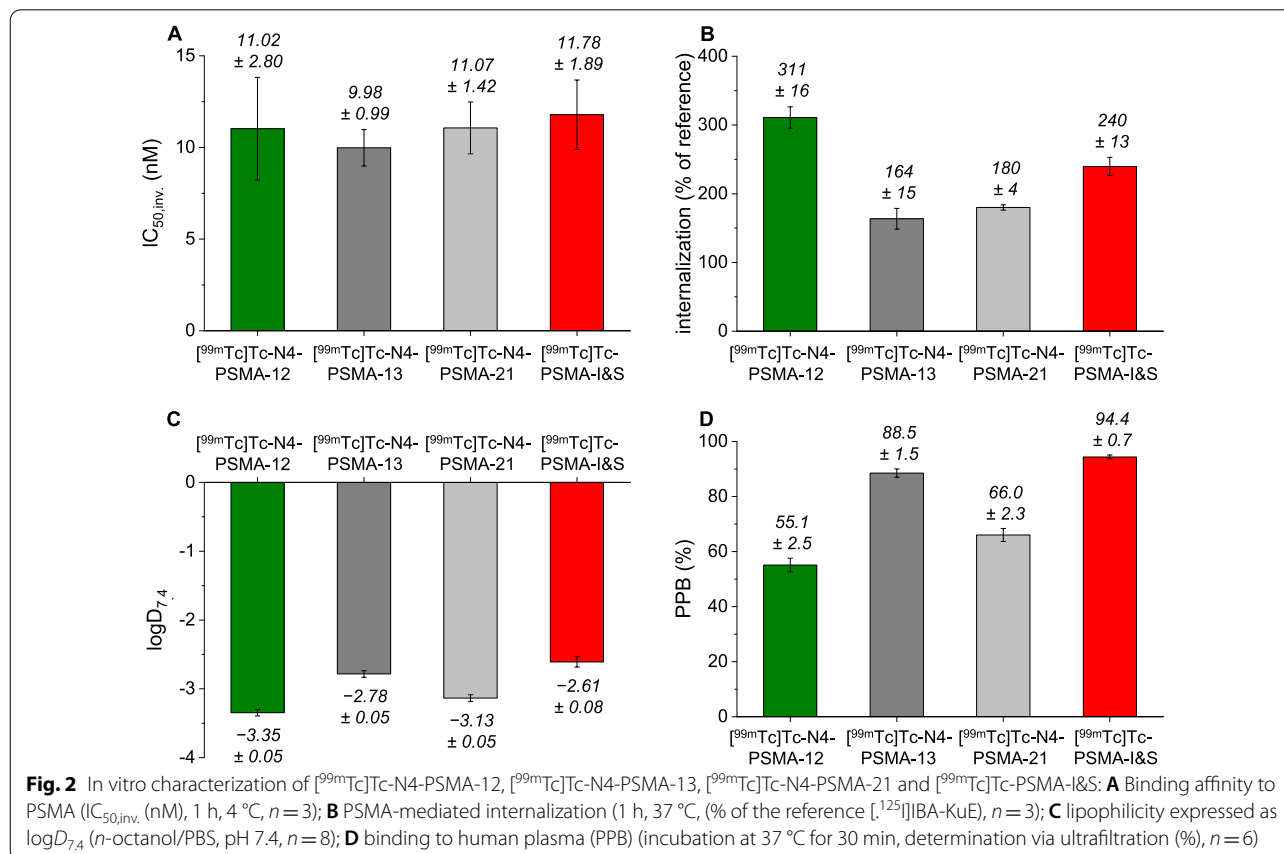 A
11.02
± 2.80
9.98
± 0.99
11.07
± 1.42
11.78
± 1.89
15
10
5
0
IC50,inv. (nM)
[99mTc]Tc-N4-
PSMA-12
[99mTc]Tc-N4-
PSMA-13
[99mTc]Tc-N4-
PSMA-21
[99mTc]Tc-
PSMA-I&S
B
311
± 16
164
± 15
180
± 4
240
± 13
400
300
200
100
0
internalization (% of reference)
[99mTc]Tc-N4-
PSMA-12
[99mTc]Tc-N4-
PSMA-13
[99mTc]Tc-N4-
PSMA-21
[99mTc]Tc-
PSMA-I&S
C
[99mTc]Tc-N4-
PSMA-12
[99mTc]Tc-N4-
PSMA-13
[99mTc]Tc-N4-
PSMA-21
[99mTc]Tc-
PSMA-I&S
0
-1
-2
-3
-4
logD7.4
−3.35
± 0.05
−2.78
± 0.05
−3.13
± 0.05
−2.61
± 0.08
D
55.1
± 2.5
88.5
± 1.5
66.0
± 2.3
94.4
± 0.7
100
80
60
40
20
0
PPB (%)
[99mTc]Tc-N4-
PSMA-12
[99mTc]Tc-N4-
PSMA-13
[99mTc]Tc-N4-
PSMA-21
[99mTc]Tc-
PSMA-I&S
Fig. 2 In vitro characterization of [99mTc]Tc-N4-PSMA-12, [99mTc]Tc-N4-PSMA-13, [99mTc]Tc-N4-PSMA-21 and [99mTc]Tc-PSMA-I&S: A Binding affinity to
PSMA (IC50,inv. (nM), 1 h, 4 °C, n = 3); B PSMA-mediated internalization (1 h, 37 °C, (% of the reference [.125I]IBA-KuE), n = 3); C lipophilicity expressed as
logD7.4 (n-octanol/PBS, pH 7.4, n = 8); D binding to human plasma (PPB) (incubation at 37 °C for 30 min, determination via ultrafiltration (%), n = 6)